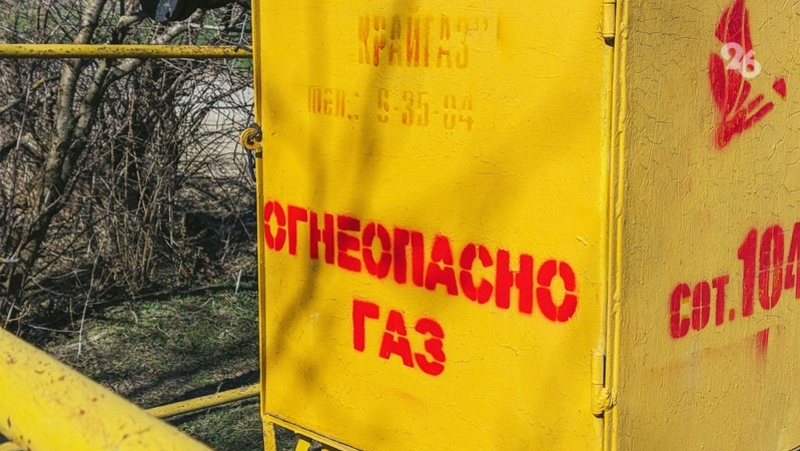 КРАЙГАЗ"
тел.: 6-35-04
ОГНЕОПАСНО
ГАЗ
26
сот. 104